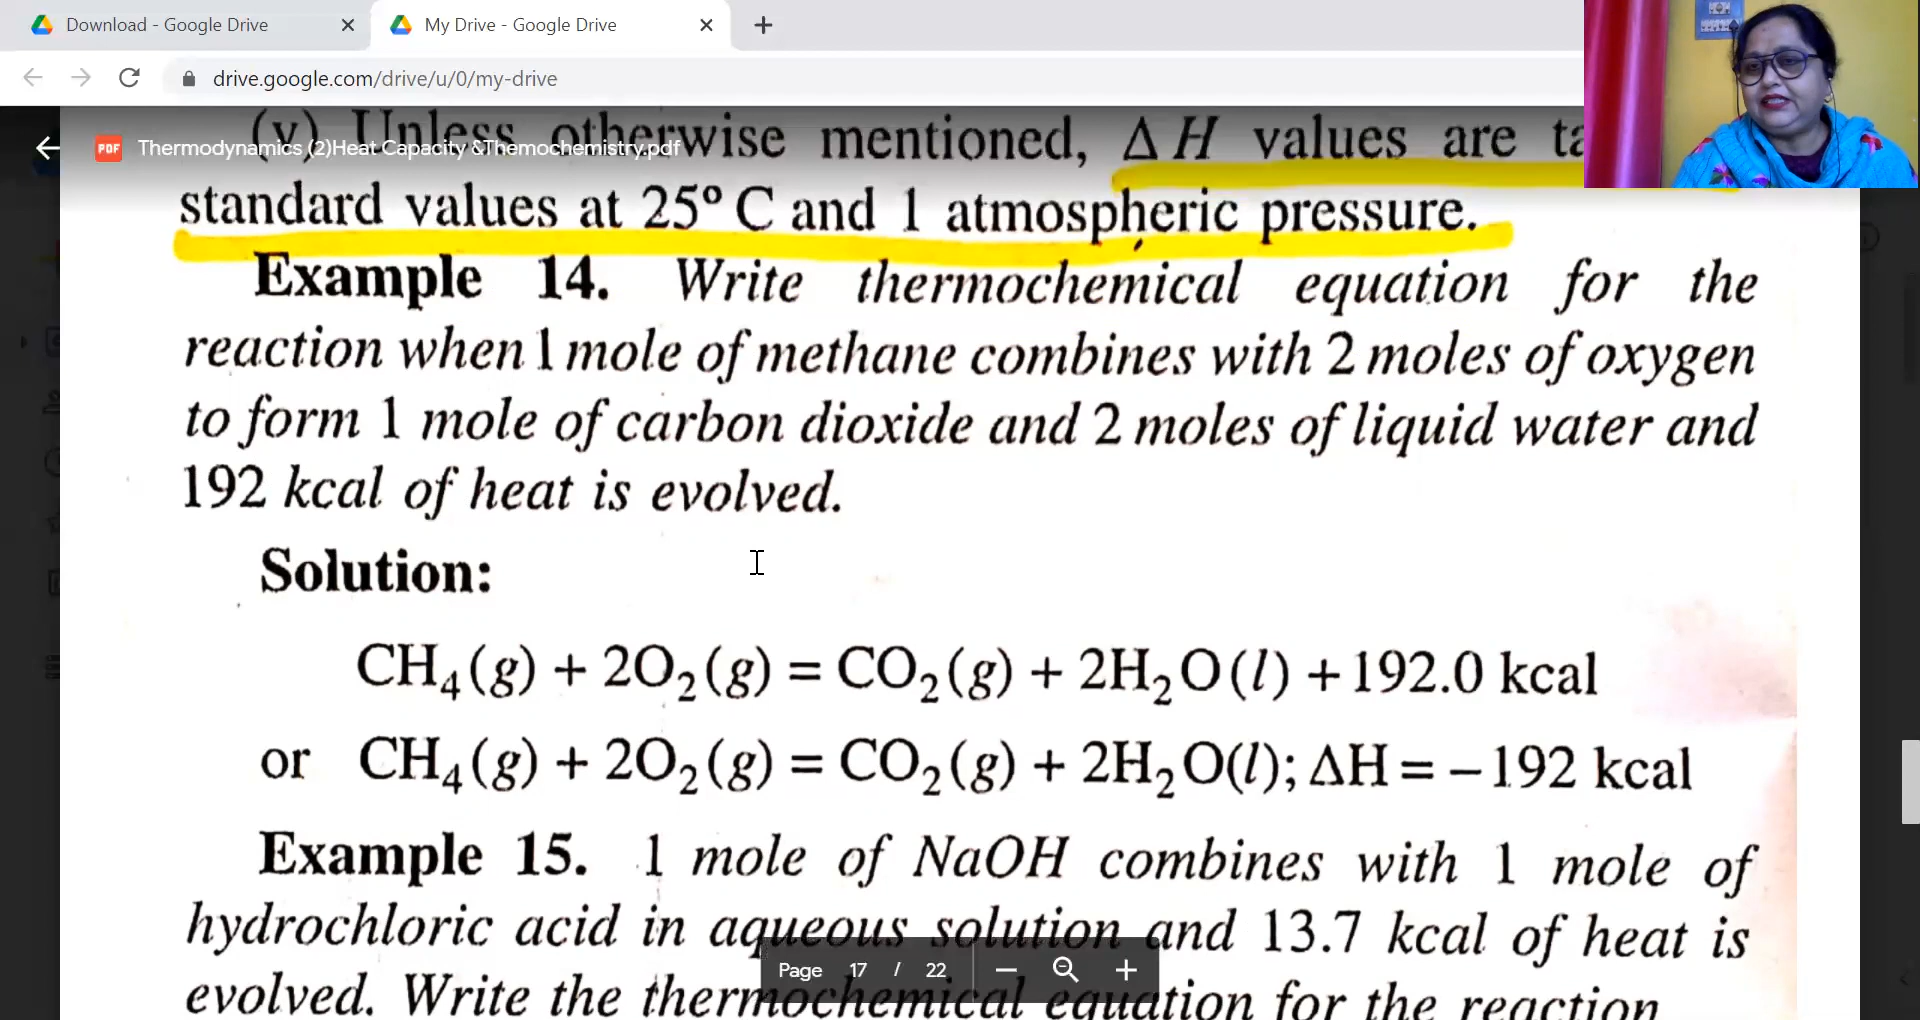 Download - Google Drive
My Drive - Google Drive
drive.google.com/drive/u/0/my-drive
PDF Thermodynamics (2)Heat Capacity &Themochemistry.pdf
(v) Unless otherwise mentioned, ΔH values are
standard values at 25° C and 1 atmospheric pressure.
Example 14. Write thermochemical equation for the
reaction when 1 mole of methane combines with 2 moles of oxygen
to form 1 mole of carbon dioxide and 2 moles of liquid water and
192 kcal of heat is evolved.
Solution:
CH₄(g) + 2O₂(g) = CO₂(g) + 2H₂O(l) + 192.0 kcal
or CH₄(g) + 2O₂(g) = CO₂(g) + 2H₂O(l); ΔH = – 192 kcal
Example 15. 1 mole of NaOH combines with 1 mole of
hydrochloric acid in aqueous solution and 13.7 kcal of heat is
evolved. Write the thermochemical equation for the reaction
Page 17 / 22